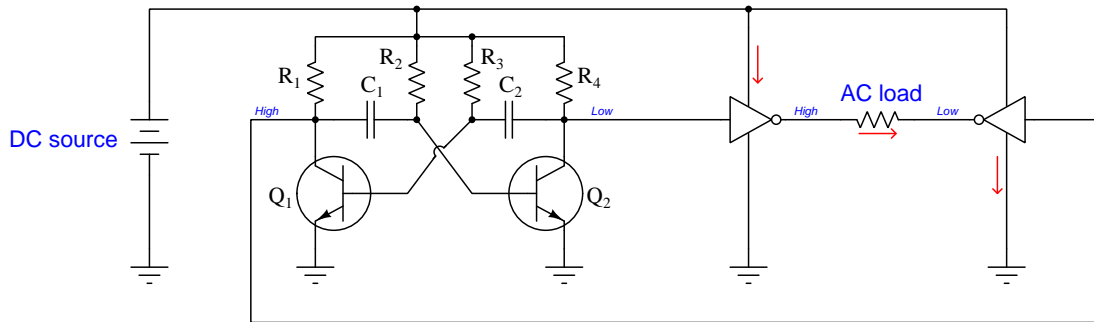 R1
R2
R3
R4
C1
C2
High
Low
High
AC load
Low
DC source
Q1
Q2